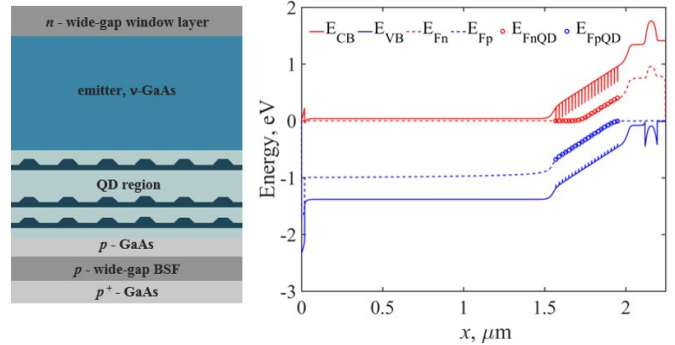 n - wide-gap window layer
emitter, ν-GaAs
QD region
p - GaAs
p - wide-gap BSF
p+ - GaAs
2
1
0
-1
-2
-3
Energy, eV
E_CB E_VB E_Fn E_Fp E_FnQD E_FpQD
0 0.5 1 1.5 2
x, μm